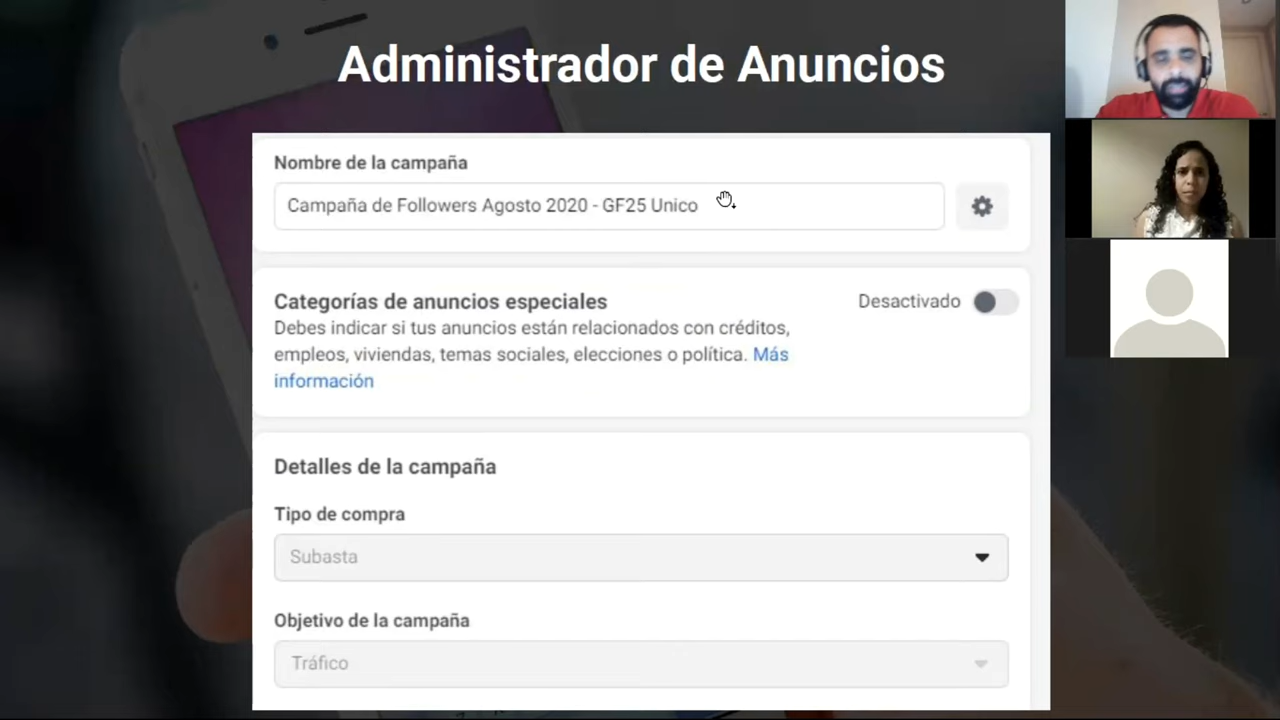 Administrador de Anuncios
Nombre de la campaña
Campaña de Followers Agosto 2020 - GF25 Unico
Categorías de anuncios especiales
Desactivado
Debes indicar si tus anuncios están relacionados con créditos,
empleos, viviendas, temas sociales, elecciones o política. Más
información
Detalles de la campaña
Tipo de compra
Subasta
Objetivo de la campaña
Tráfico